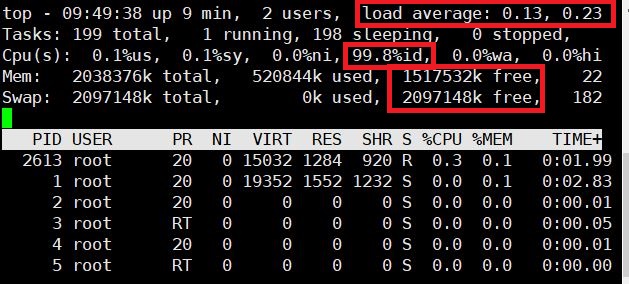 top - 09:49:38 up 9 min,  2 users,  load average: 0.13, 0.23
Tasks: 199 total,   1 running, 198 sleeping,   0 stopped,
Cpu(s):  0.1%us,  0.1%sy,  0.0%ni, 99.8%id,  0.0%wa,  0.0%hi
Mem:   2038376k total,   520844k used,  1517532k free,    22
Swap:  2097148k total,        0k used,  2097148k free,   182
PID USER      PR  NI  VIRT  RES  SHR S %CPU %MEM    TIME+
2613 root      20   0 15032 1284  920 R  0.3  0.1   0:01.99
1 root      20   0 19352 1552 1232 S  0.0  0.1   0:02.83
2 root      20   0     0    0    0 S  0.0  0.0   0:00.01
3 root      RT   0     0    0    0 S  0.0  0.0   0:00.05
4 root      20   0     0    0    0 S  0.0  0.0   0:00.01
5 root      RT   0     0    0    0 S  0.0  0.0   0:00.00